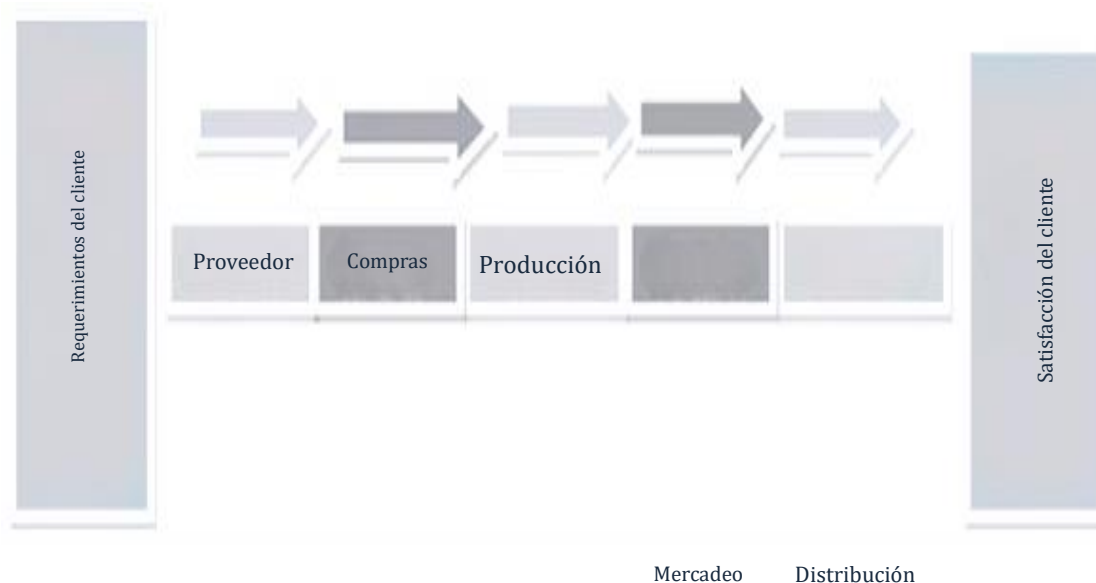 Requerimientos del cliente
Proveedor
Compras
Producción
Satisfacción del cliente
Mercadeo
Distribución